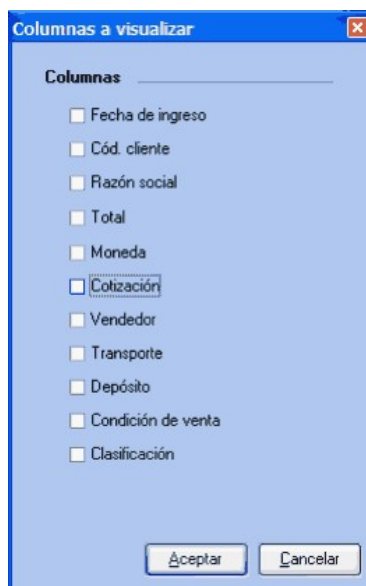 Columnas a visualizar
Columnas
Fecha de ingreso
Cód. cliente
Razón social
Total
Moneda
Cotización
Vendedor
Transporte
Depósito
Condición de venta
Clasificación
Aceptar Cancelar